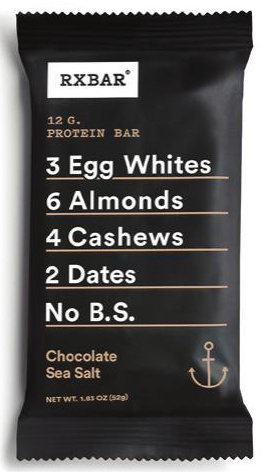 RXBAR®
12 G.
PROTEIN BAR
3 Egg Whites
6 Almonds
4 Cashews
2 Dates
No B.S.
Chocolate
Sea Salt
NET WT. 1.83 OZ (52g)